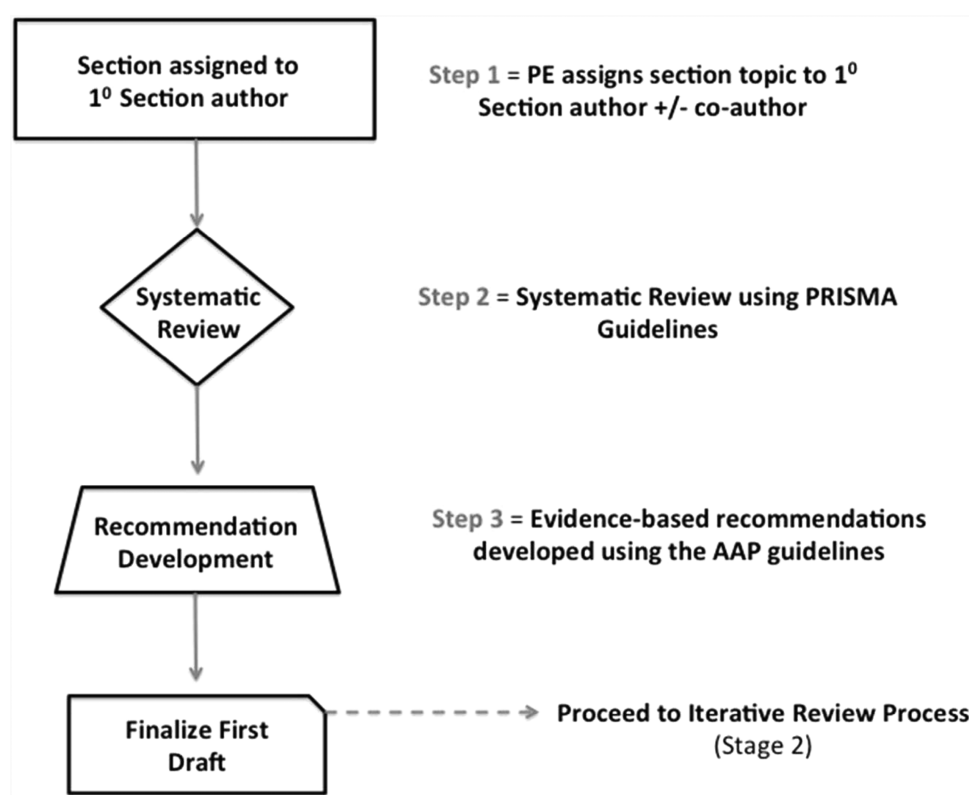 Section assigned to
1⁰ Section author
Step 1 = PE assigns section topic to 1⁰
Section author +/- co-author
Systematic
Review
Step 2 = Systematic Review using PRISMA
Guidelines
Recommendation
Development
Step 3 = Evidence-based recommendations
developed using the AAP guidelines
Finalize First
Draft
Proceed to Iterative Review Process
(Stage 2)